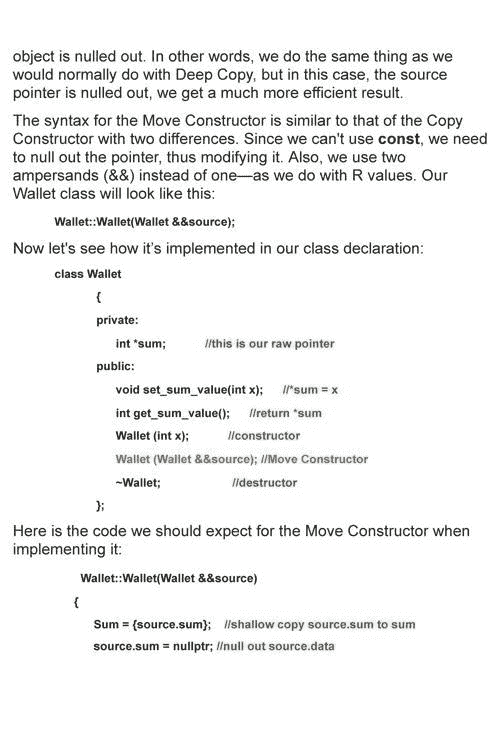 object is nulled out. In other words, we do the same thing as we
would normally do with Deep Copy, but in this case, the source
pointer is nulled out, we get a much more efficient result.
The syntax for the Move Constructor is similar to that of the Copy
Constructor with two differences. Since we can't use const, we need
to null out the pointer, thus modifying it. Also, we use two
ampersands (&&) instead of one—as we do with R values. Our
Wallet class will look like this:
Wallet::Wallet(Wallet &&source);
Now let's see how it’s implemented in our class declaration:
class Wallet
{
private:
int *sum; //this is our raw pointer
public:
void set_sum_value(int x); //*sum = x
int get_sum_value(); //return *sum
Wallet (int x); //constructor
Wallet (Wallet &&source); //Move Constructor
~Wallet; //destructor
};
Here is the code we should expect for the Move Constructor when
implementing it:
Wallet::Wallet(Wallet &&source)
{
Sum = {source.sum}; //shallow copy source.sum to sum
source.sum = nullptr; //null out source.data